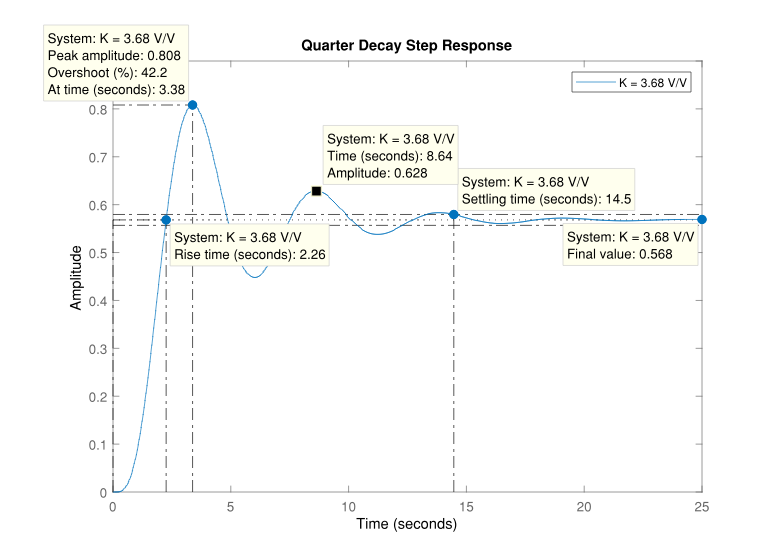 System: K = 3.68 V/V
Peak amplitude: 0.808
Overshoot (%): 42.2
At time (seconds): 3.38
Quarter Decay Step Response
K = 3.68 V/V
System: K = 3.68 V/V
Time (seconds): 8.64
Amplitude: 0.628
System: K = 3.68 V/V
Settling time (seconds): 14.5
System: K = 3.68 V/V
Rise time (seconds): 2.26
System: K = 3.68 V/V
Final value: 0.568
Amplitude
0.8
0.7
0.6
0.5
0.4
0.3
0.2
0.1
0
0
5
10
15
20
25
Time (seconds)